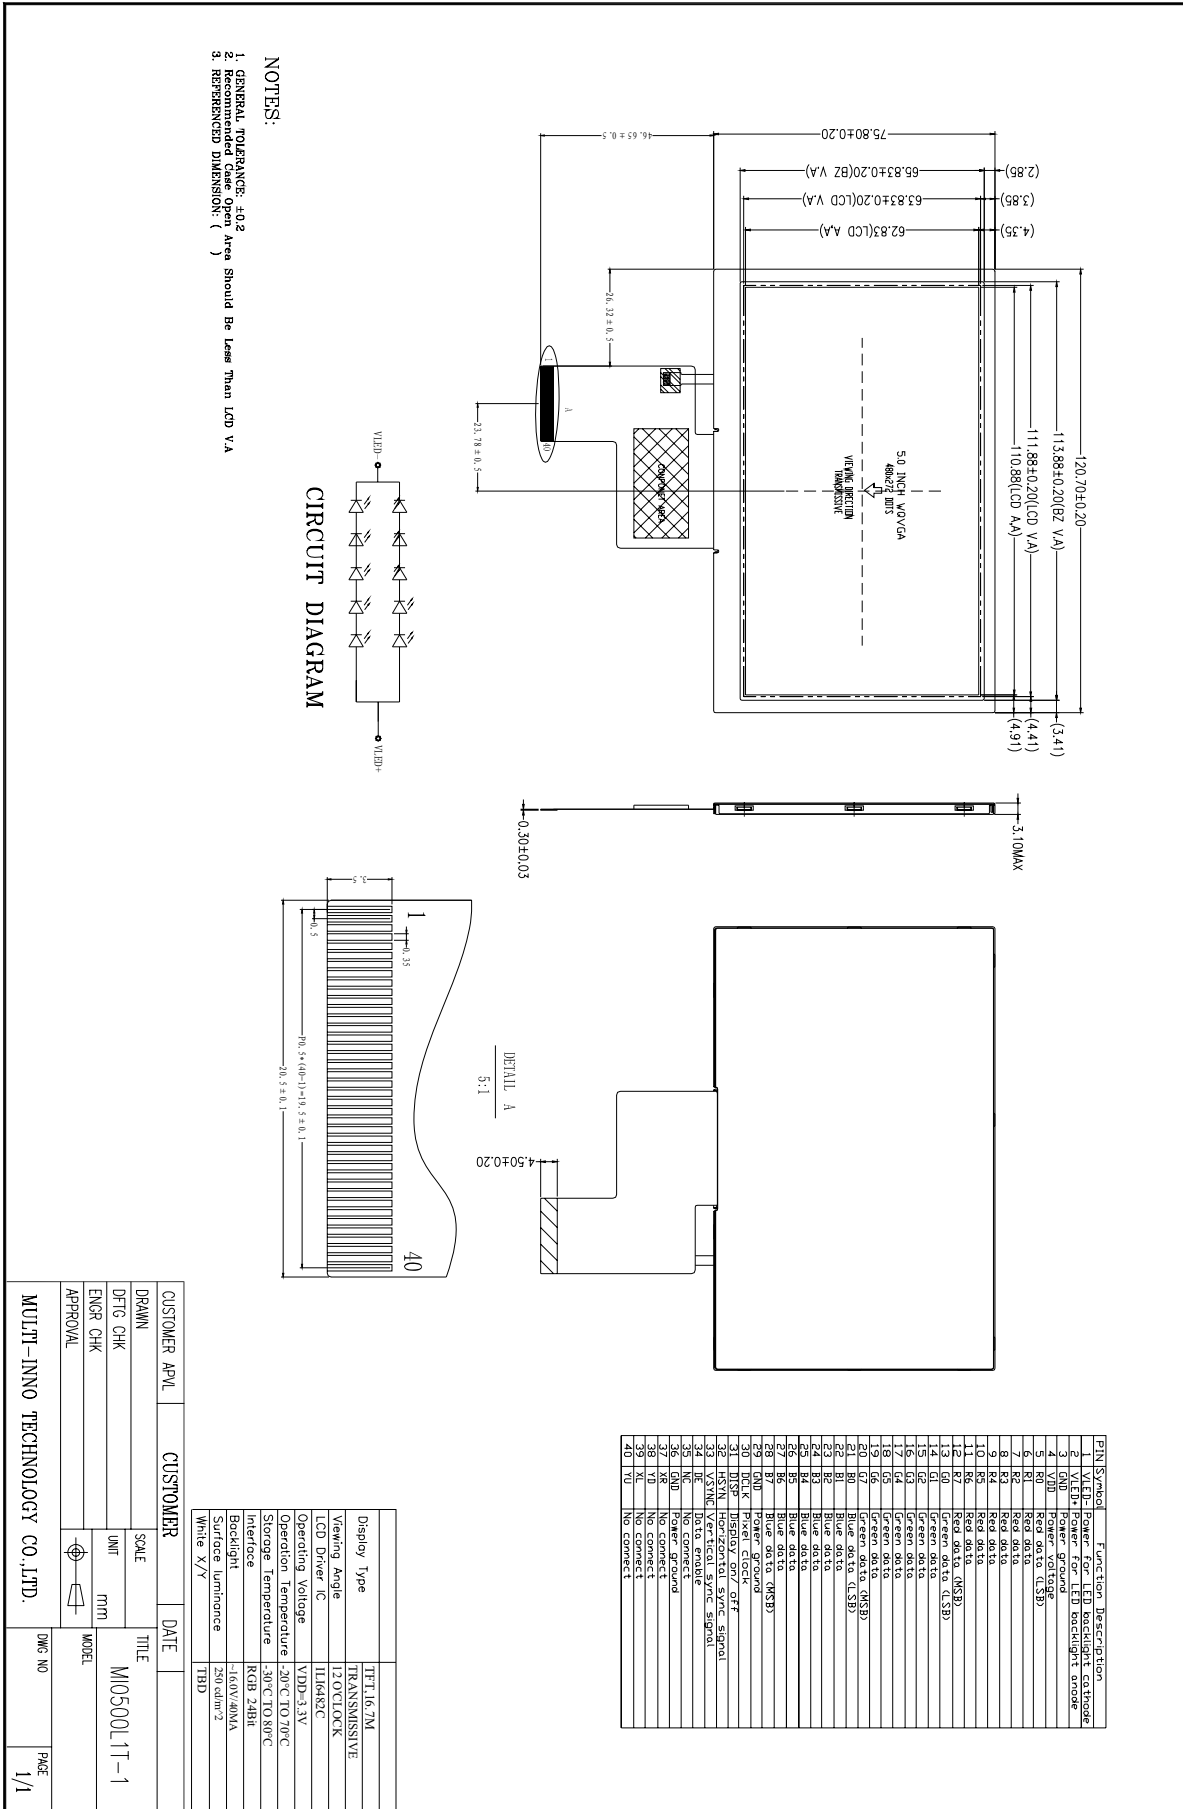 NOTES:
1. GENERAL TOLERANCE: ±0.2
2. Recommended Case Open Area Should Be Less Than LCD V.A
3. REFERENCED DIMENSION: ( )
120.70±0.20
113.88±0.20(BZ V.A)
111.88±0.20(LCD V.A)
110.88(LCD A,A)
(3.41)
(4.41)
(4.91)
75.80±0.20
65.83±0.20(BZ V.A)
63.83±0.20(LCD V.A)
62.83(LCD A,A)
(2.85)
(3.85)
(4.35)
46.65±0.5
26.32±0.5
23.78±0.5
5.0 INCH WQVGA
480x272 DOTS
VIEWING DIRECTION
TRANSMISSIVE
COMPONENT AREA
1
40
A
3.10MAX
0.30±0.03
4.50±0.20
VLED-
VLED+
CIRCUIT DIAGRAM
DETAIL A
5:1
1
40
3.5
0.5
0.35
P0.5*(40-1)=19.5±0.1
20.5±0.1
PIN Symbol Function Description
1 VLED- Power for LED backlight cathode
2 VLED+ Power for LED backlight anode
3 GND Power ground
4 VDD Power voltage
5 R0 Red data (LSB)
6 R1 Red data
7 R2 Red data
8 R3 Red data
9 R4 Red data
10 R5 Red data
11 R6 Red data
12 R7 Red data (MSB)
13 G0 Green data (LSB)
14 G1 Green data
15 G2 Green data
16 G3 Green data
17 G4 Green data
18 G5 Green data
19 G6 Green data
20 G7 Green data (MSB)
21 B0 Blue data (LSB)
22 B1 Blue data
23 B2 Blue data
24 B3 Blue data
25 B4 Blue data
26 B5 Blue data
27 B6 Blue data
28 B7 Blue data (MSB)
29 GND Power ground
30 DCLK Pixel clock
31 DISP Display on/ off
32 HSYN Horizontal sync signal
33 VSYNC Vertical sync signal
34 DE Data enable
35 NC No connect
36 GND Power ground
37 XR No connect
38 YD No connect
39 XL No connect
40 YU No connect
Display Type TFT,16.7M
TRANSMISSIVE
Viewing Angle 12 O'CLOCK
LCD Driver IC ILI6482C
Operating Voltage VDD=3.3V
Operation Temperature -20°C TO 70°C
Storage Temperature -30°C TO 80°C
Interface RGB 24Bit
Backlight ~16.0V/40MA
Surface luminance 250 cd/m^2
White X/Y TBD
CUSTOMER APVL CUSTOMER DATE
DRAWN
DFTG CHK
ENGR CHK
APPROVAL
SCALE
UNIT mm
TITLE MI0500L1T-1
MODEL
DWG NO
PAGE 1/1
MULTI-INNO TECHNOLOGY CO.,LTD.